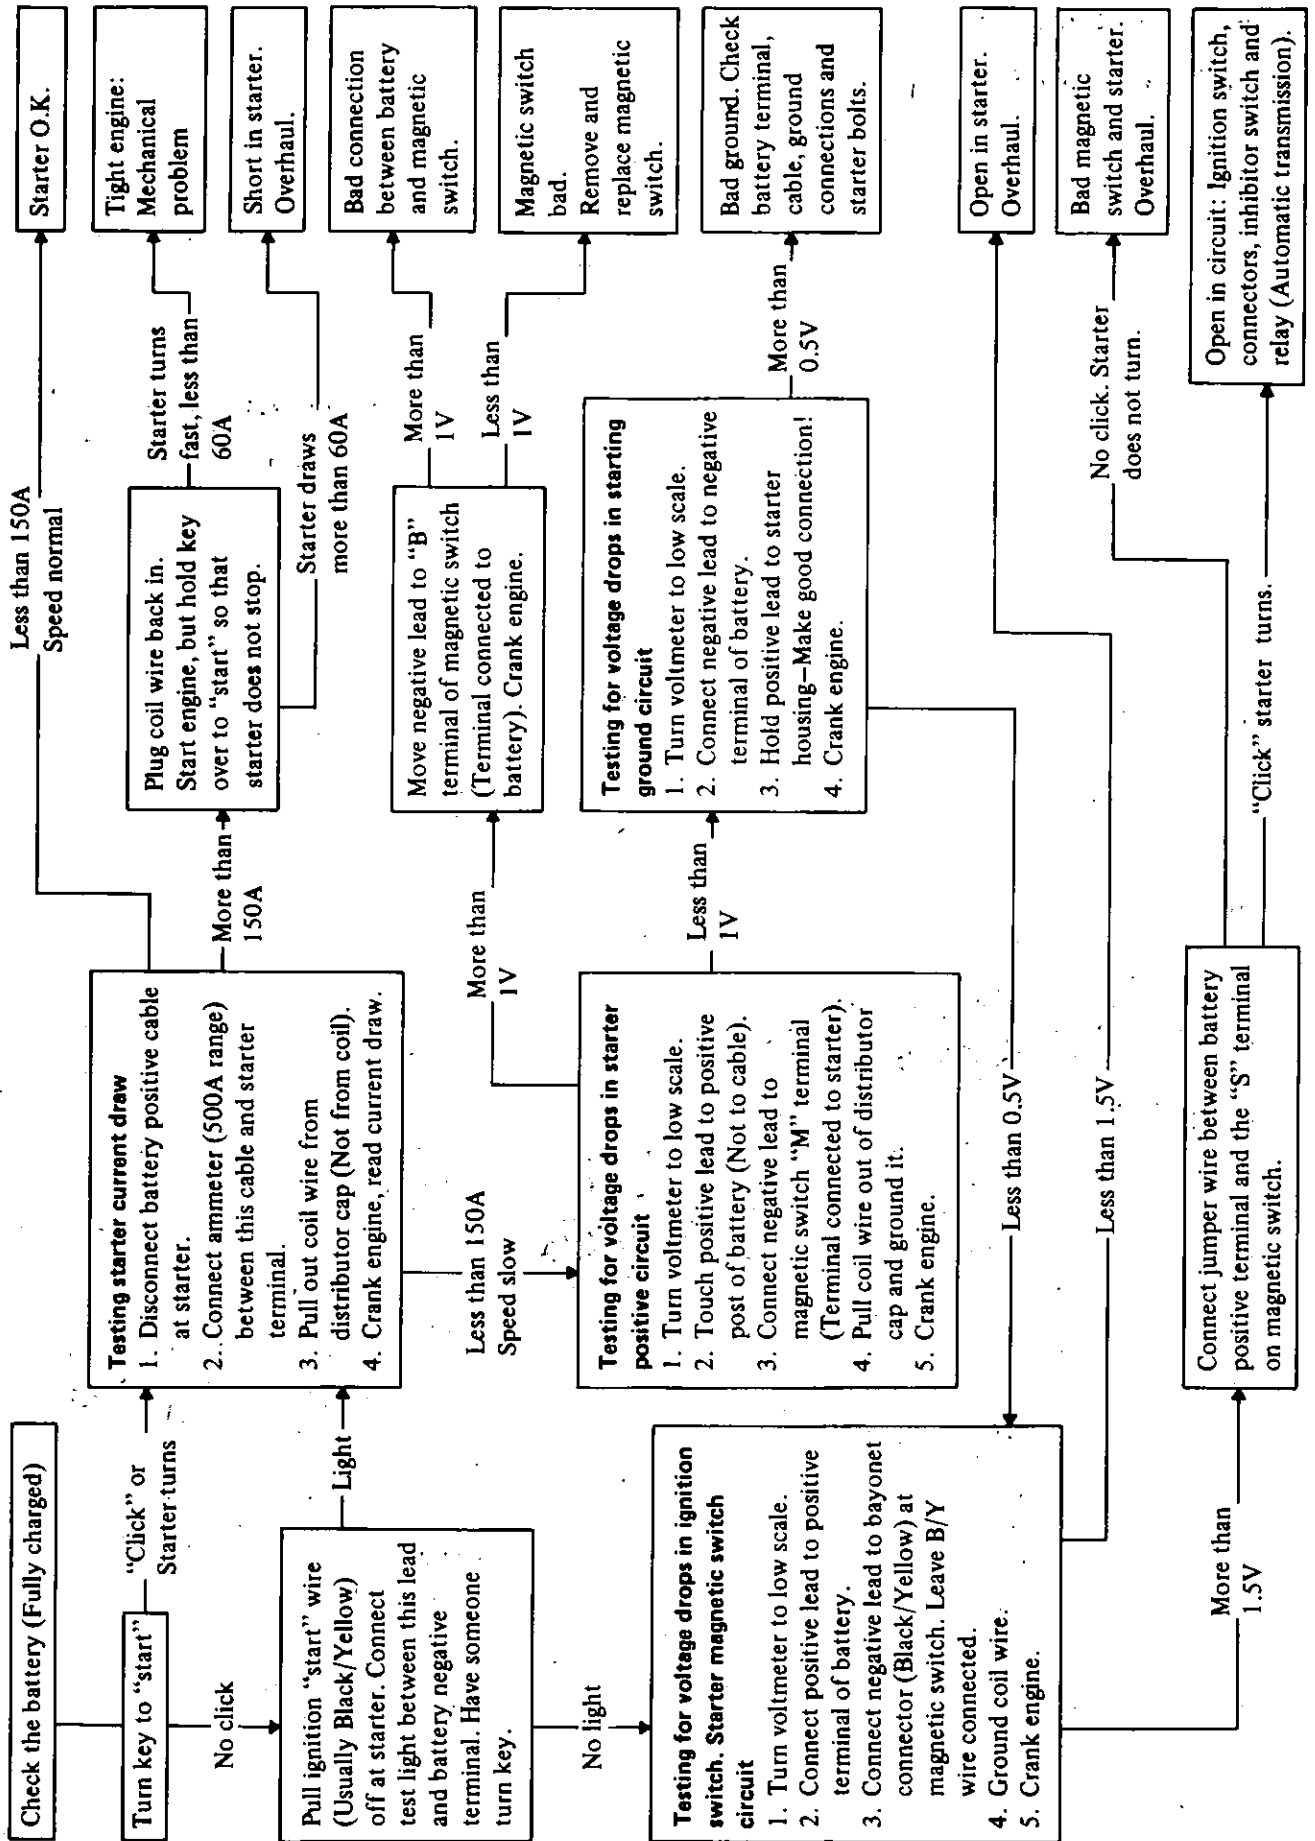 Check the battery (Fully charged)
Turn key to “start”
“Click” or
Starter turns
No click
Pull ignition “start” wire
(Usually Black/Yellow)
off at starter. Connect
test light between this lead
and battery negative
terminal. Have someone
turn key.
Light
No light
Testing for voltage drops in ignition
switch. Starter magnetic switch
circuit
1. Turn voltmeter to low scale.
2. Connect positive lead to positive
terminal of battery.
3. Connect negative lead to bayonet
connector (Black/Yellow) at
magnetic switch. Leave B/Y
wire connected.
4. Ground coil wire.
5. Crank engine.
More than
1.5V
Testing starter current draw
1. Disconnect battery positive cable
at starter.
2. Connect ammeter (500A range)
between this cable and starter
terminal.
3. Pull out coil wire from
distributor cap (Not from coil).
4. Crank engine, read current draw.
Less than 150A
Speed normal
More than
150A
Less than 150A
Speed slow
Testing for voltage drops in starter
positive circuit
1. Turn voltmeter to low scale.
2. Touch positive lead to positive
post of battery (Not to cable).
3. Connect negative lead to
magnetic switch “M” terminal
(Terminal connected to starter).
4. Pull coil wire out of distributor
cap and ground it.
5. Crank engine.
More than
1V
Less than
1V
Less than 0.5V
Less than 1.5V
Connect jumper wire between battery
positive terminal and the “S” terminal
on magnetic switch.
Plug coil wire back in.
Start engine, but hold key
over to “start” so that
starter does not stop.
Starter turns
fast, less than
60A
Starter draws
more than 60A
Move negative lead to “B”
terminal of magnetic switch
(Terminal connected to
battery). Crank engine.
More than
1V
Less than
1V
Testing for voltage drops in starting
ground circuit
1. Turn voltmeter to low scale.
2. Connect negative lead to negative
terminal of battery.
3. Hold positive lead to starter
housing—Make good connection!
4. Crank engine.
More than
0.5V
No click. Starter
does not turn.
“Click” starter turns.
Starter O.K.
Tight engine:
Mechanical
problem
Short in starter.
Overhaul.
Bad connection
between battery
and magnetic
switch.
Magnetic switch
bad.
Remove and
replace magnetic
switch.
Bad ground. Check
battery terminal,
cable, ground
connections and
starter bolts.
Open in starter.
Overhaul.
Bad magnetic
switch and starter.
Overhaul.
Open in circuit: Ignition switch,
connectors, inhibitor switch and
relay (Automatic transmission).